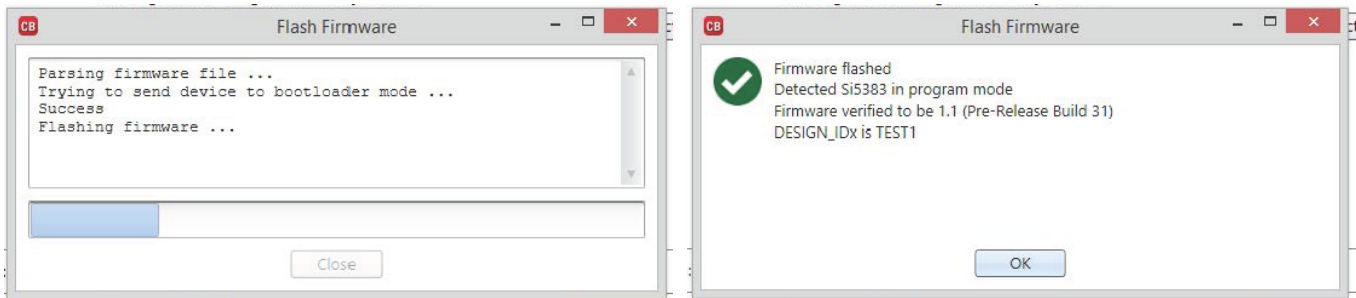 CB Flash Firmware
Parsing firmware file ...
Trying to send device to bootloader mode ...
Success
Flashing firmware ...
Close
CB Flash Firmware
Firmware flashed
Detected Si5383 in program mode
Firmware verified to be 1.1 (Pre-Release Build 31)
DESIGN_IDx is TEST1
OK